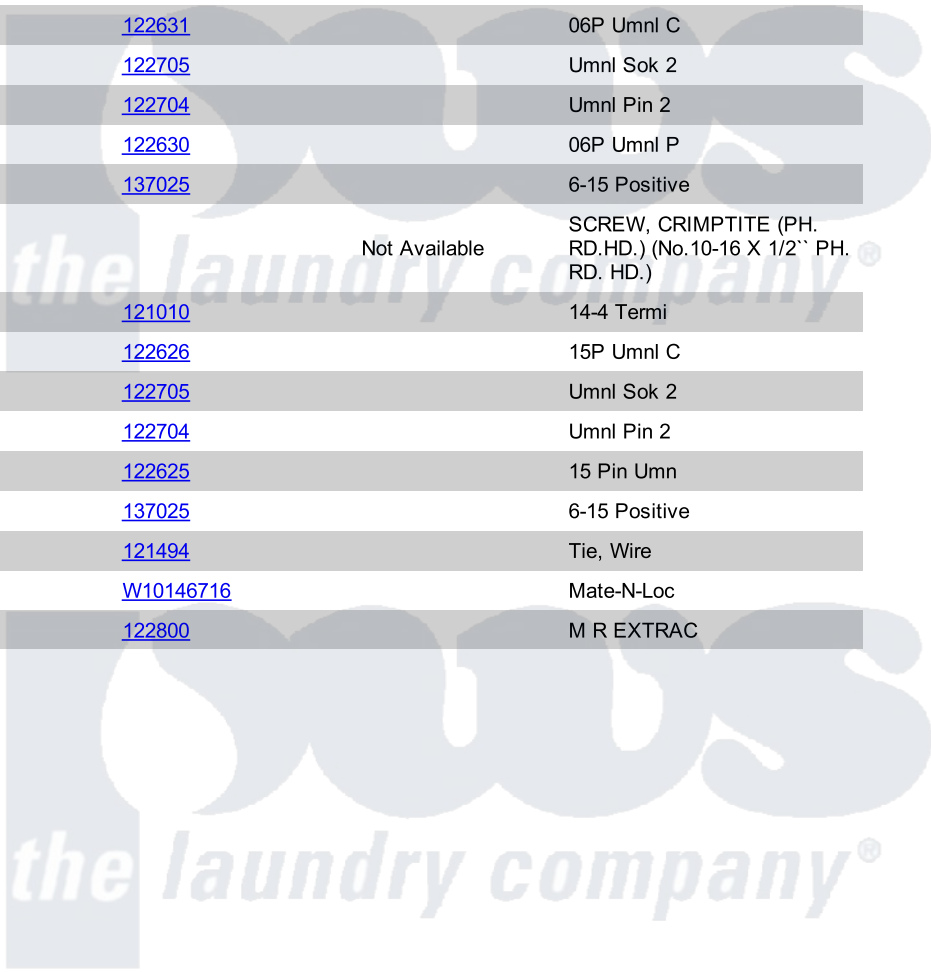 122631 06P Umnl C
122705 Umnl Sok 2
122704 Umnl Pin 2
122630 06P Umnl P
137025 6-15 Positive
SCREW, CRIMPTITE (PH.
Not Available RD.HD.) (No.10-16 X 1/2`` PH.
RD. HD.)
the laundry company®
121010 14-4 Termi
122626 15P Umnl C
122705 Umnl Sok 2
122704 Umnl Pin 2
122625 15 Pin Umn
137025 6-15 Positive
121494 Tie, Wire
W10146716 Mate-N-Loc
122800 M R EXTRAC
pws
the laundry company®